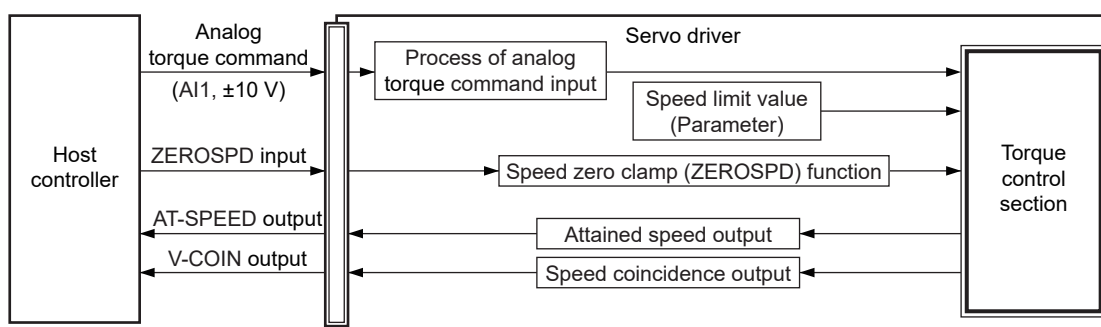 Host
controller
Analog
torque command
(AI1, ±10 V)
ZEROSPD input
AT-SPEED output
V-COIN output
Servo driver
Process of analog
torque command input
Speed limit value
(Parameter)
Speed zero clamp (ZEROSPD) function
Attained speed output
Speed coincidence output
Torque
control
section